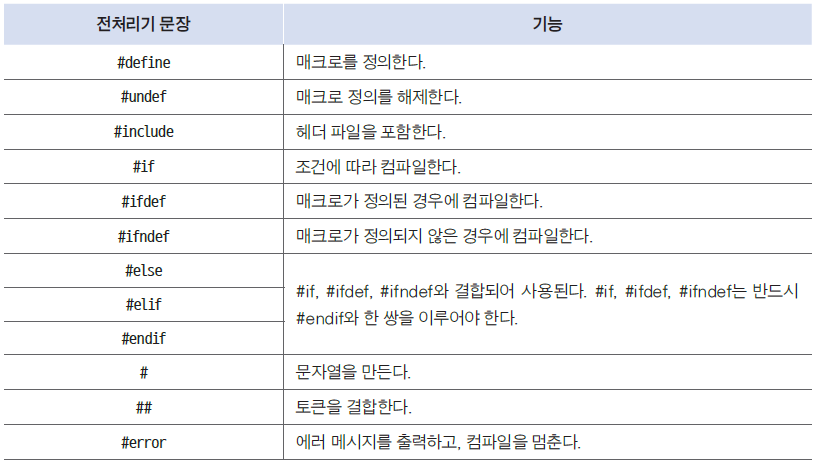 전처리기 문장 기능
#define 매크로를 정의한다.
#undef 매크로 정의를 해제한다.
#include 헤더 파일을 포함한다.
#if 조건에 따라 컴파일한다.
#ifdef 매크로가 정의된 경우에 컴파일한다.
#ifndef 매크로가 정의되지 않은 경우에 컴파일한다.
#else
#elif
#endif
#if, #ifdef, #ifndef와 결합되어 사용된다. #if, #ifdef, #ifndef는 반드시
#endif와 한 쌍을 이루어야 한다.
# 문자열을 만든다.
## 토큰을 결합한다.
#error 에러 메시지를 출력하고, 컴파일을 멈춘다.